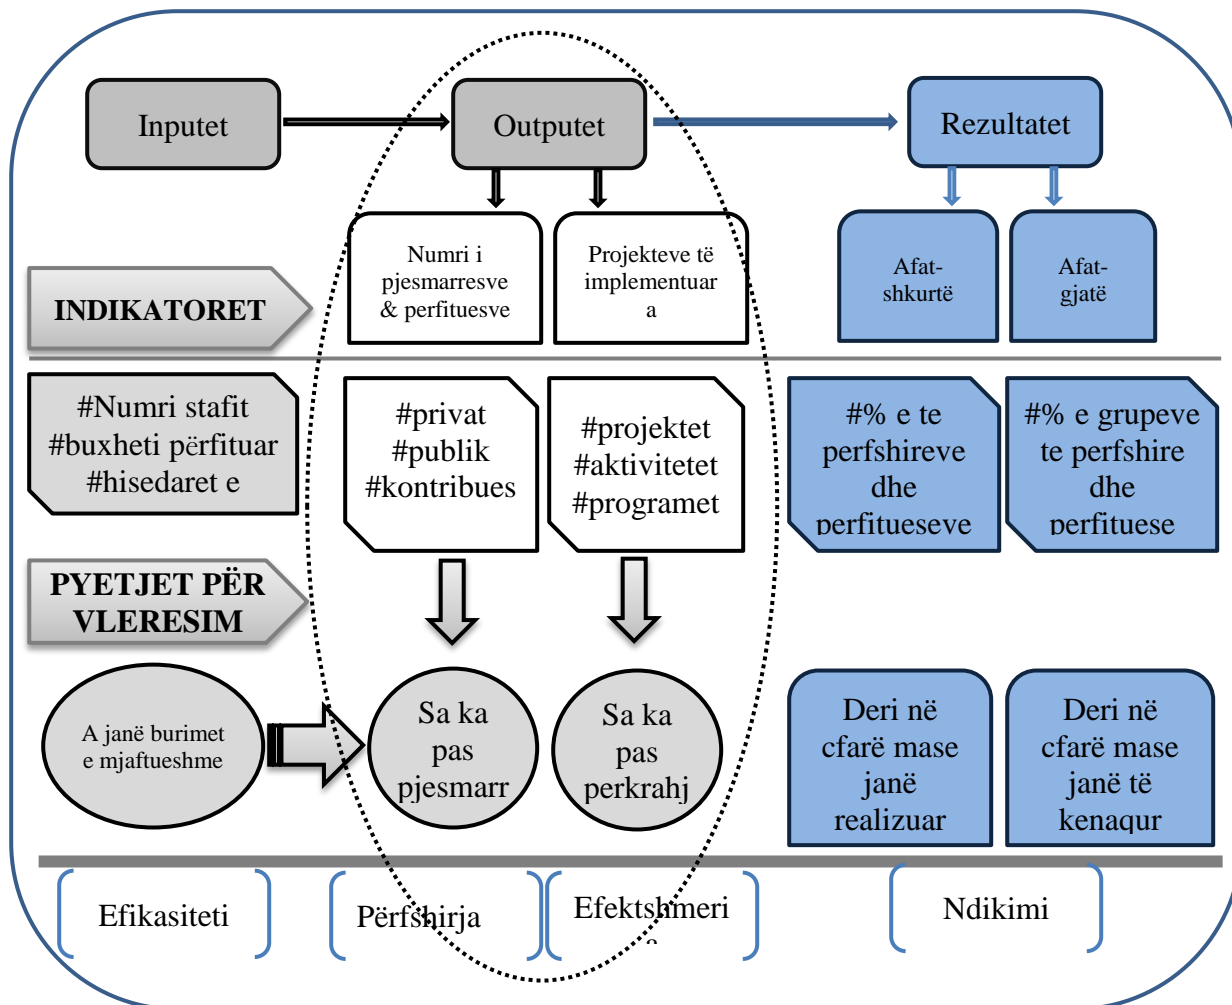 Inputet
Outputet
Rezultatet
Numri i
pjesmarresve
& perfituesve
Projekteve të
implementuar
a
Afat-
shkurtë
Afat-
gjatë
INDIKATORET
#Numri stafit
#buxheti përfituar
#hisedaret e
#privat
#publik
#kontribues
#projektet
#aktivitetet
#programet
#% e te
perfshireve
dhe
perfitueseve
#% e grupeve
te perfshire
dhe
perfituese
PYETJET PËR
VLERESIM
A janë burimet
e mjaftueshme
Sa ka
pas
pjesmarr
Sa ka
pas
perkrahj
Deri në
cfarë mase
janë
realizuar
Deri në
cfarë mase
janë të
kenaqur
Efikasiteti
Përfshirja
Efektshmeri
Ndikimi